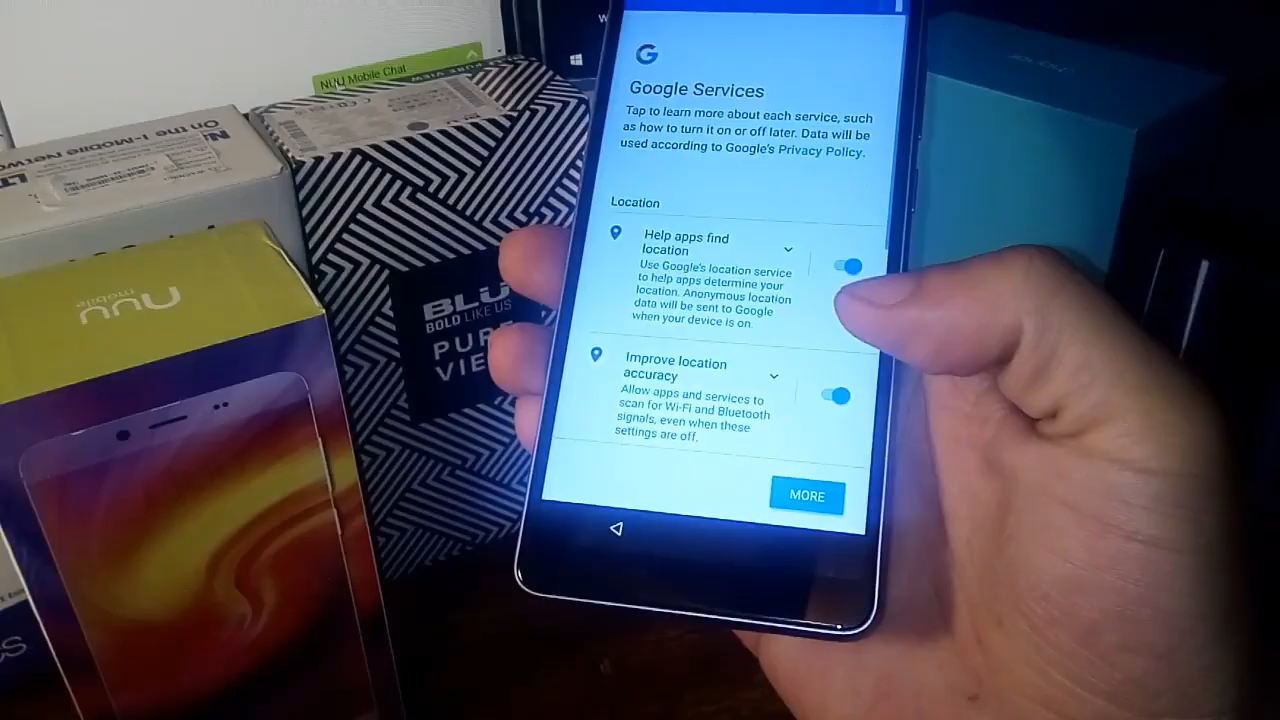 NUU Mobile Chat
On the T-Mobile Network
nuu
mobile
BLU
BOLD LIKE US
PURE
VIEW
honor
G
Google Services
Tap to learn more about each service, such
as how to turn it on or off later. Data will be
used according to Google's Privacy Policy.
Location
Help apps find
location
Use Google's location service
to help apps determine your
location. Anonymous location
data will be sent to Google
when your device is on.
Improve location
accuracy
Allow apps and services to
scan for Wi-Fi and Bluetooth
signals, even when these
settings are off.
MORE